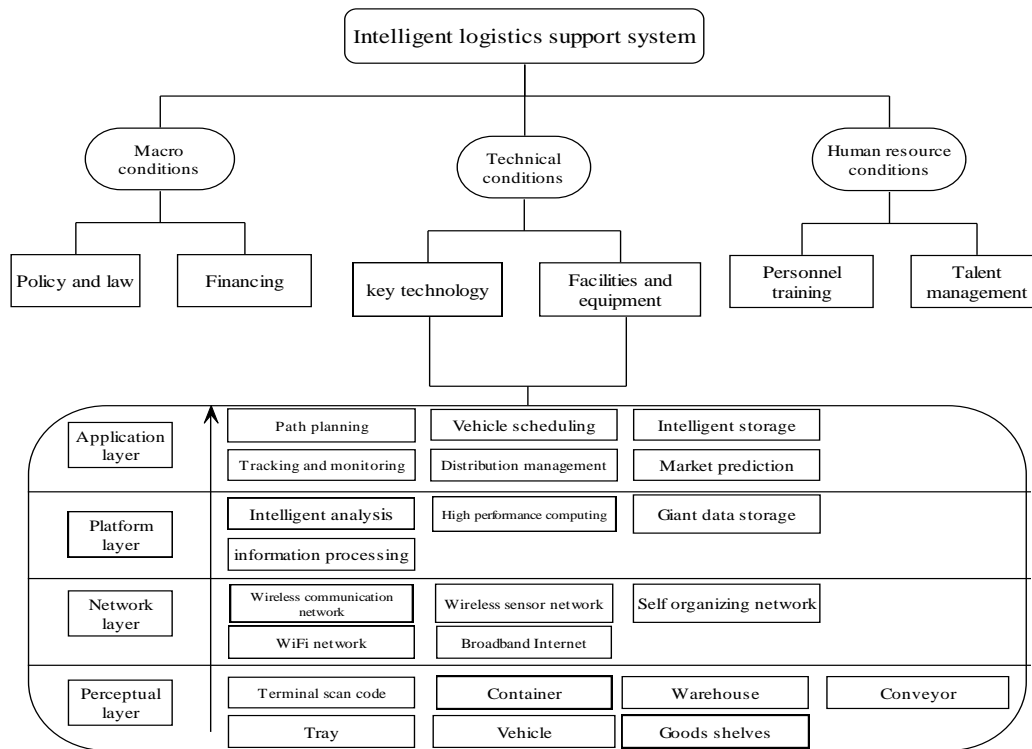 Intelligent logistics support system
Macro
conditions
Technical
conditions
Human resource
conditions
Policy and law
Financing
key technology
Facilities and
equipment
Personnel
training
Talent
management
Application
layer
Path planning
Vehicle scheduling
Intelligent storage
Tracking and monitoring
Distribution management
Market prediction
Platform
layer
Intelligent analysis
High performance computing
Giant data storage
information processing
Network
layer
Wireless communication
network
Wireless sensor network
Self organizing network
WiFi network
Broadband Internet
Perceptual
layer
Terminal scan code
Container
Warehouse
Conveyor
Tray
Vehicle
Goods shelves